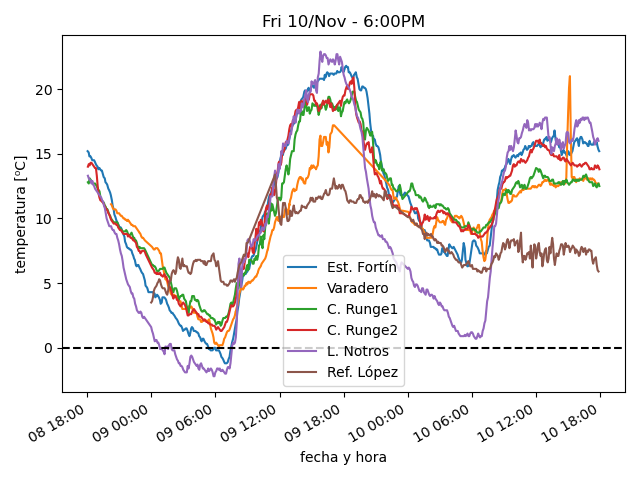 Fri 10/Nov - 6:00PM
temperatura [ºC]
20
15
10
5
0
Est. Fortín
Varadero
C. Runge1
C. Runge2
L. Notros
Ref. López
08 18:00
09 00:00
09 06:00
09 12:00
09 18:00
10 00:00
10 06:00
10 12:00
10 18:00
fecha y hora